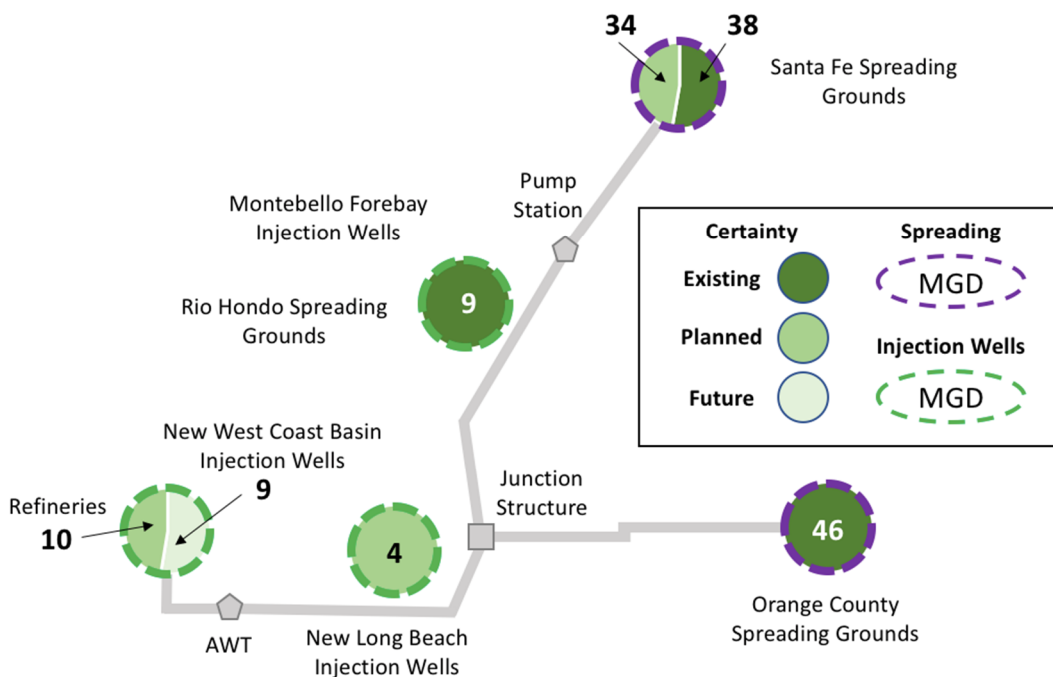 34
38
Santa Fe Spreading
Grounds
Pump
Station
Montebello Forebay
Injection Wells
9
Rio Hondo Spreading
Grounds
Certainty
Spreading
Existing
MGD
Planned
Injection Wells
Future
MGD
New West Coast Basin
Injection Wells
9
Refineries
10
Junction
Structure
4
46
AWT
New Long Beach
Injection Wells
Orange County
Spreading Grounds